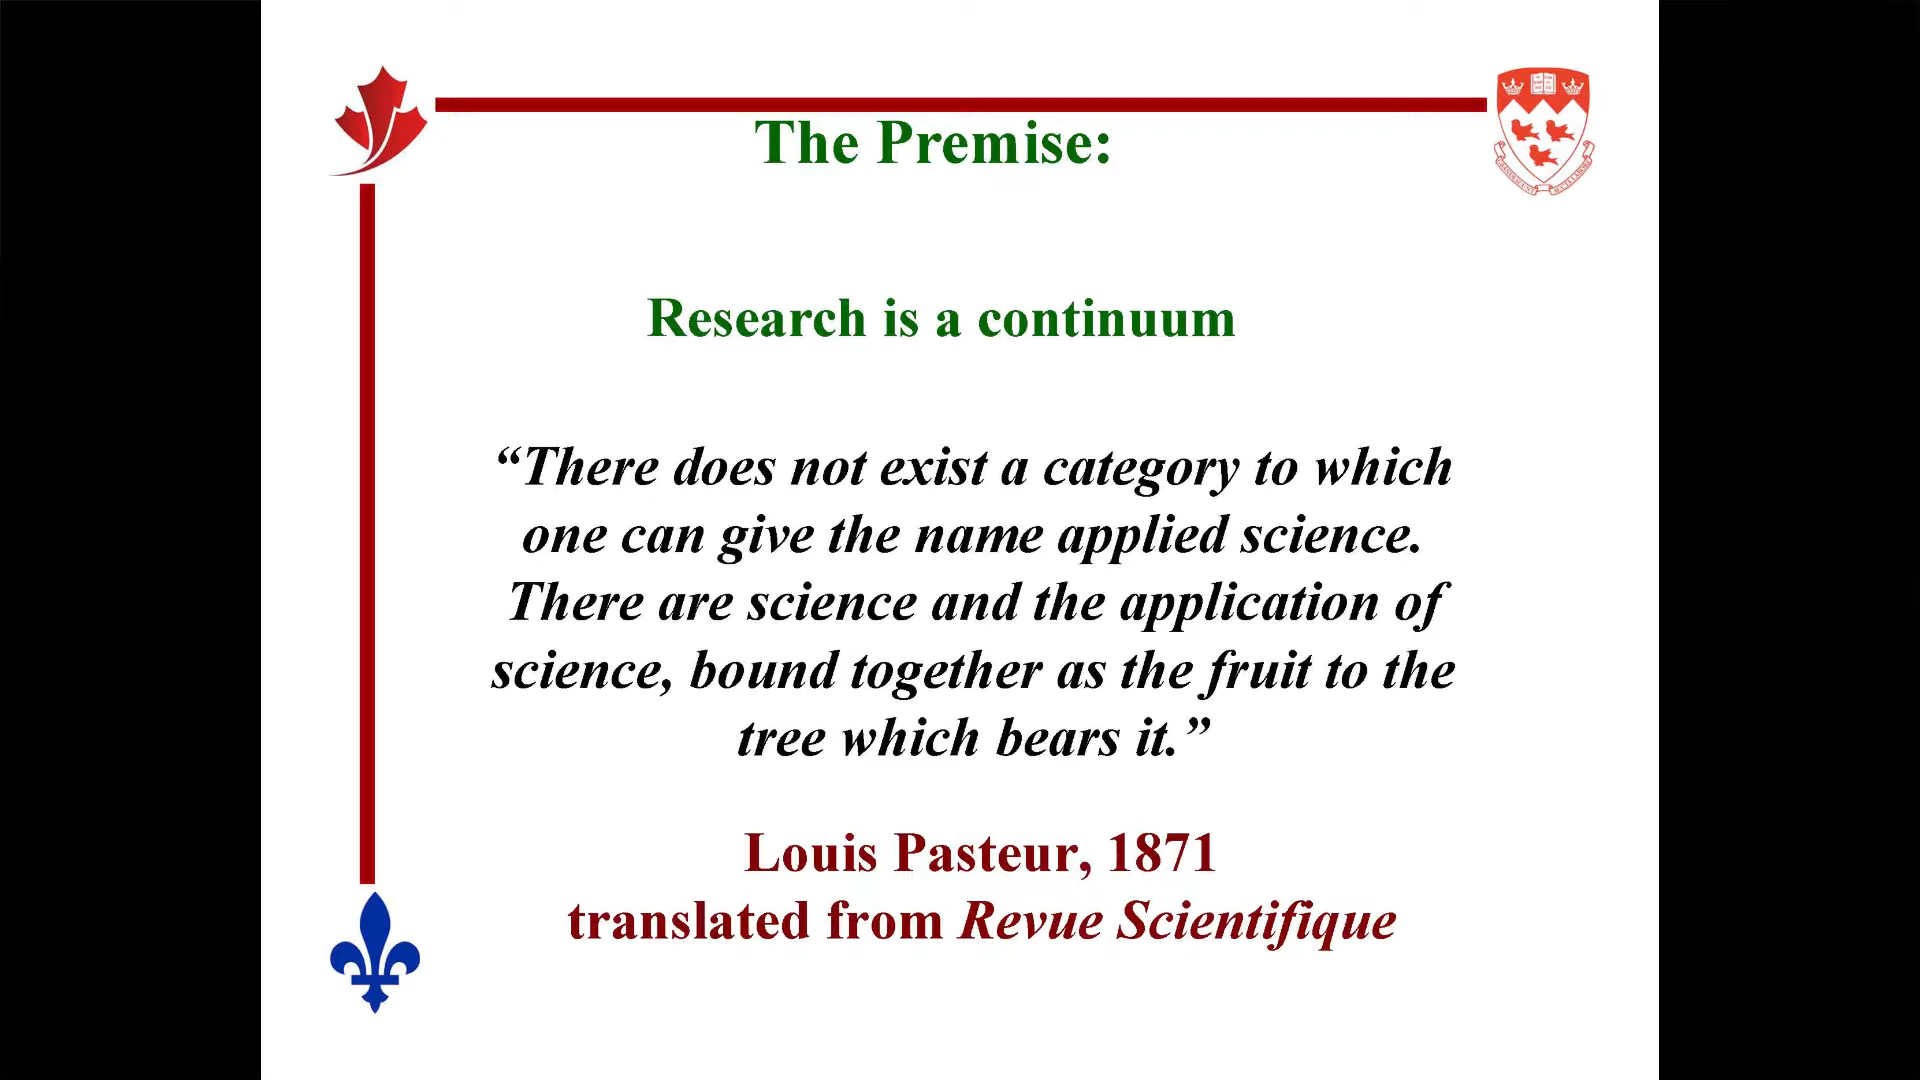 The Premise:
Research is a continuum
“There does not exist a category to which
one can give the name applied science.
There are science and the application of
science, bound together as the fruit to the
tree which bears it.”
Louis Pasteur, 1871
translated from Revue Scientifique